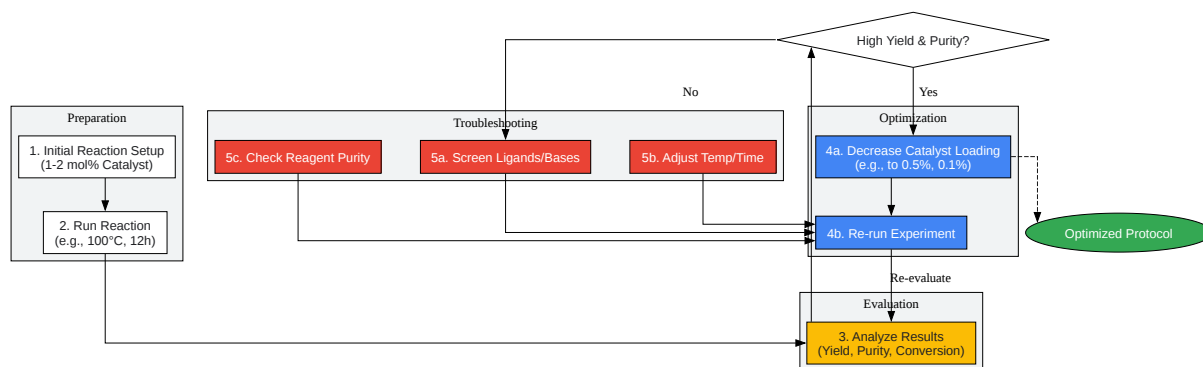 High Yield & Purity?
No
Yes
Preparation
1. Initial Reaction Setup
(1-2 mol% Catalyst)
2. Run Reaction
(e.g., 100°C, 12h)
Troubleshooting
5c. Check Reagent Purity
5a. Screen Ligands/Bases
5b. Adjust Temp/Time
Optimization
4a. Decrease Catalyst Loading
(e.g., to 0.5%, 0.1%)
4b. Re-run Experiment
Optimized Protocol
Re-evaluate
Evaluation
3. Analyze Results
(Yield, Purity, Conversion)